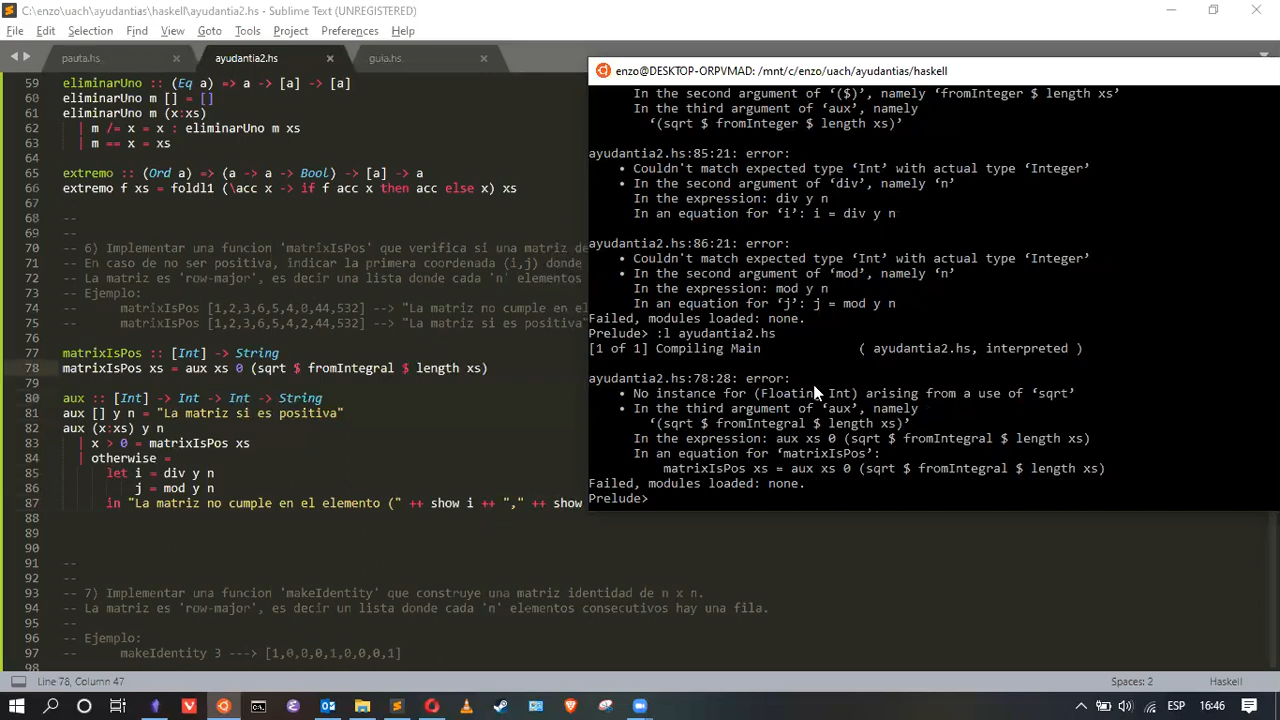 C:\enzo\uach\ayudantias\haskell\ayudantia2.hs - Sublime Text (UNREGISTERED)
File Edit Selection Find View Goto Tools Project Preferences Help
pauta.hs ayudantia2.hs guia.hs
59 eliminarUno :: (Eq a) => a -> [a] -> [a]
60 eliminarUno m [] = []
61 eliminarUno m (x:xs)
62 | m /= x = x : eliminarUno m xs
63 | m == x = xs
64
65 extremo :: (Ord a) => (a -> a -> Bool) -> [a] -> a
66 extremo f xs = foldl1 (\acc x -> if f acc x then acc else x) xs
67
68 --
69 --
70 -- 6) Implementar una funcion 'matrixIsPos' que verifica si una matriz de
71 -- En caso de no ser positiva, indicar la primera coordenada (i,j) donde
72 -- La matriz es 'row-major', es decir una lista donde cada 'n' elementos
73 -- Ejemplo:
74 -- matrixIsPos [1,2,3,6,5,4,0,44,532] --> "La matriz no cumple en el
75 -- matrixIsPos [1,2,3,6,5,4,2,44,532] --> "La matriz si es positiva"
76
77 matrixIsPos :: [Int] -> String
78 matrixIsPos xs = aux xs 0 (sqrt $ fromIntegral $ length xs)
79
80 aux :: [Int] -> Int -> Int -> String
81 aux [] y n = "La matriz si es positiva"
82 aux (x:xs) y n
83 | x > 0 = matrixIsPos xs
84 | otherwise =
85 let i = div y n
86 j = mod y n
87 in "La matriz no cumple en el elemento (" ++ show i ++ "," ++ show
88
89
90
91 --
92 --
93 -- 7) Implementar una funcion 'makeIdentity' que construye una matriz identidad de n x n.
94 -- La matriz es 'row-major', es decir un lista donde cada 'n' elementos consecutivos hay una fila.
95 --
96 -- Ejemplo:
97 -- makeIdentity 3 ---> [1,0,0,0,1,0,0,0,1]
98
enzo@DESKTOP-ORPVMAD: /mnt/c/enzo/uach/ayudantias/haskell
In the second argument of ‘($)’, namely ‘fromInteger $ length xs’
In the third argument of ‘aux’, namely
‘(sqrt $ fromInteger $ length xs)’
ayudantia2.hs:85:21: error:
• Couldn't match expected type ‘Int’ with actual type ‘Integer’
• In the second argument of ‘div’, namely ‘n’
In the expression: div y n
In an equation for ‘i’: i = div y n
ayudantia2.hs:86:21: error:
• Couldn't match expected type ‘Int’ with actual type ‘Integer’
• In the second argument of ‘mod’, namely ‘n’
In the expression: mod y n
In an equation for ‘j’: j = mod y n
Failed, modules loaded: none.
Prelude> :l ayudantia2.hs
[1 of 1] Compiling Main ( ayudantia2.hs, interpreted )
ayudantia2.hs:78:28: error:
• No instance for (Floating Int) arising from a use of ‘sqrt’
• In the third argument of ‘aux’, namely
‘(sqrt $ fromIntegral $ length xs)’
In the expression: aux xs 0 (sqrt $ fromIntegral $ length xs)
In an equation for ‘matrixIsPos’:
matrixIsPos xs = aux xs 0 (sqrt $ fromIntegral $ length xs)
Failed, modules loaded: none.
Prelude>
Line 78, Column 47 Spaces: 2 Haskell
ESP 16:46